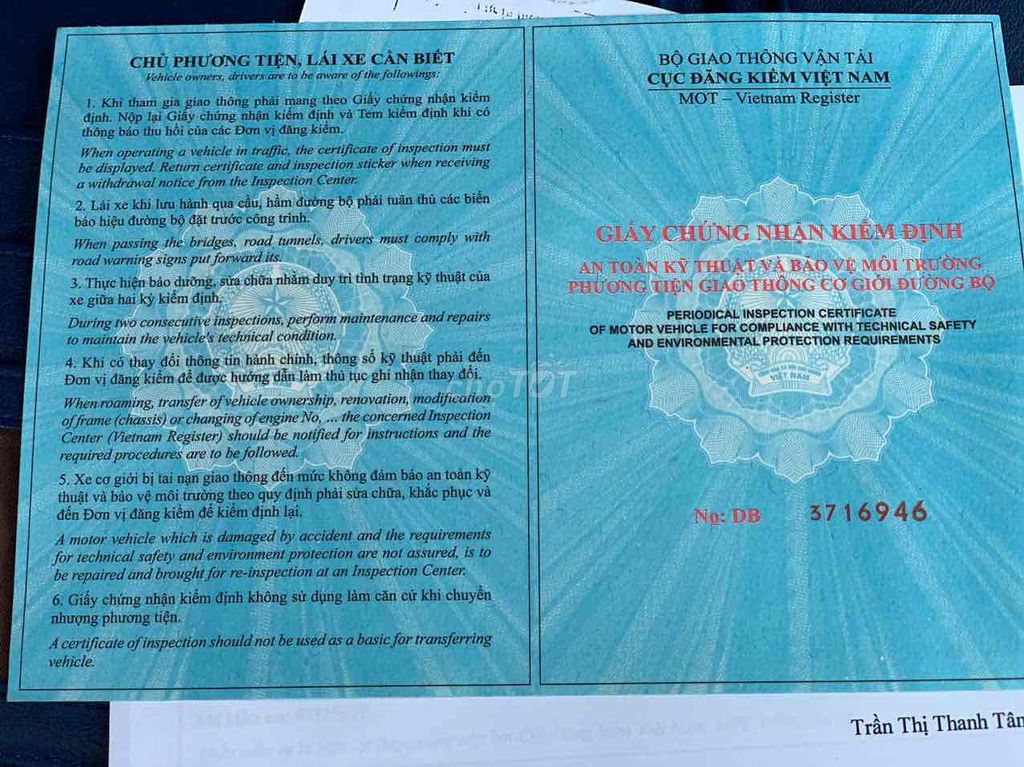 CHỦ PHƯƠNG TIỆN, LÁI XE CẦN BIẾT
Vehicle owners, drivers are to be aware of the followings:
1. Khi tham gia giao thông phải mang theo Giấy chứng nhận kiểm
định. Nộp lại Giấy chứng nhận kiểm định và Tem kiểm định khi có
thông báo thu hồi của các Đơn vị đăng kiểm.
When operating a vehicle in traffic, the certificate of inspection must
be displayed. Return certificate and inspection sticker when receiving
a withdrawal notice from the Inspection Center.
2. Lái xe khi lưu hành qua cầu, hầm đường bộ phải tuân thủ các biển
báo hiệu đường bộ đặt trước công trình.
When passing the bridges, road tunnels, drivers must comply with
road warning signs put forward its.
3. Thực hiện bảo dưỡng, sửa chữa nhằm duy trì tình trạng kỹ thuật của
xe giữa hai kỳ kiểm định.
During two consecutive inspections, perform maintenance and repairs
to maintain the vehicle's technical condition.
4. Khi có thay đổi thông tin hành chính, thông số kỹ thuật phải đến
Đơn vị đăng kiểm để được hướng dẫn làm thủ tục ghi nhận thay đổi.
When roaming, transfer of vehicle ownership, renovation, modification
of frame (chassis) or changing of engine No, ... the concerned Inspection
Center (Vietnam Register) should be notified for instructions and the
required procedures are to be followed.
5. Xe cơ giới bị tai nạn giao thông đến mức không đảm bảo an toàn kỹ
thuật và bảo vệ môi trường theo quy định phải sửa chữa, khắc phục và
đến Đơn vị đăng kiểm để kiểm định lại.
A motor vehicle which is damaged by accident and the requirements
for technical safety and environment protection are not assured, is to
be repaired and brought for re-inspection at an Inspection Center.
6. Giấy chứng nhận kiểm định không sử dụng làm căn cứ khi chuyển
nhượng phương tiện.
A certificate of inspection should not be used as a basic for transferring
vehicle.
BỘ GIAO THÔNG VẬN TẢI
CỤC ĐĂNG KIỂM VIỆT NAM
MOT – Vietnam Register
GIẤY CHỨNG NHẬN KIỂM ĐỊNH
AN TOÀN KỸ THUẬT VÀ BẢO VỆ MÔI TRƯỜNG
PHƯƠNG TIỆN GIAO THÔNG CƠ GIỚI ĐƯỜNG BỘ
PERIODICAL INSPECTION CERTIFICATE
OF MOTOR VEHICLE FOR COMPLIANCE WITH TECHNICAL SAFETY
AND ENVIRONMENTAL PROTECTION REQUIREMENTS
VIỆT NAM
No: DB 3716946
choTOT
Trần Thị Thanh Tân